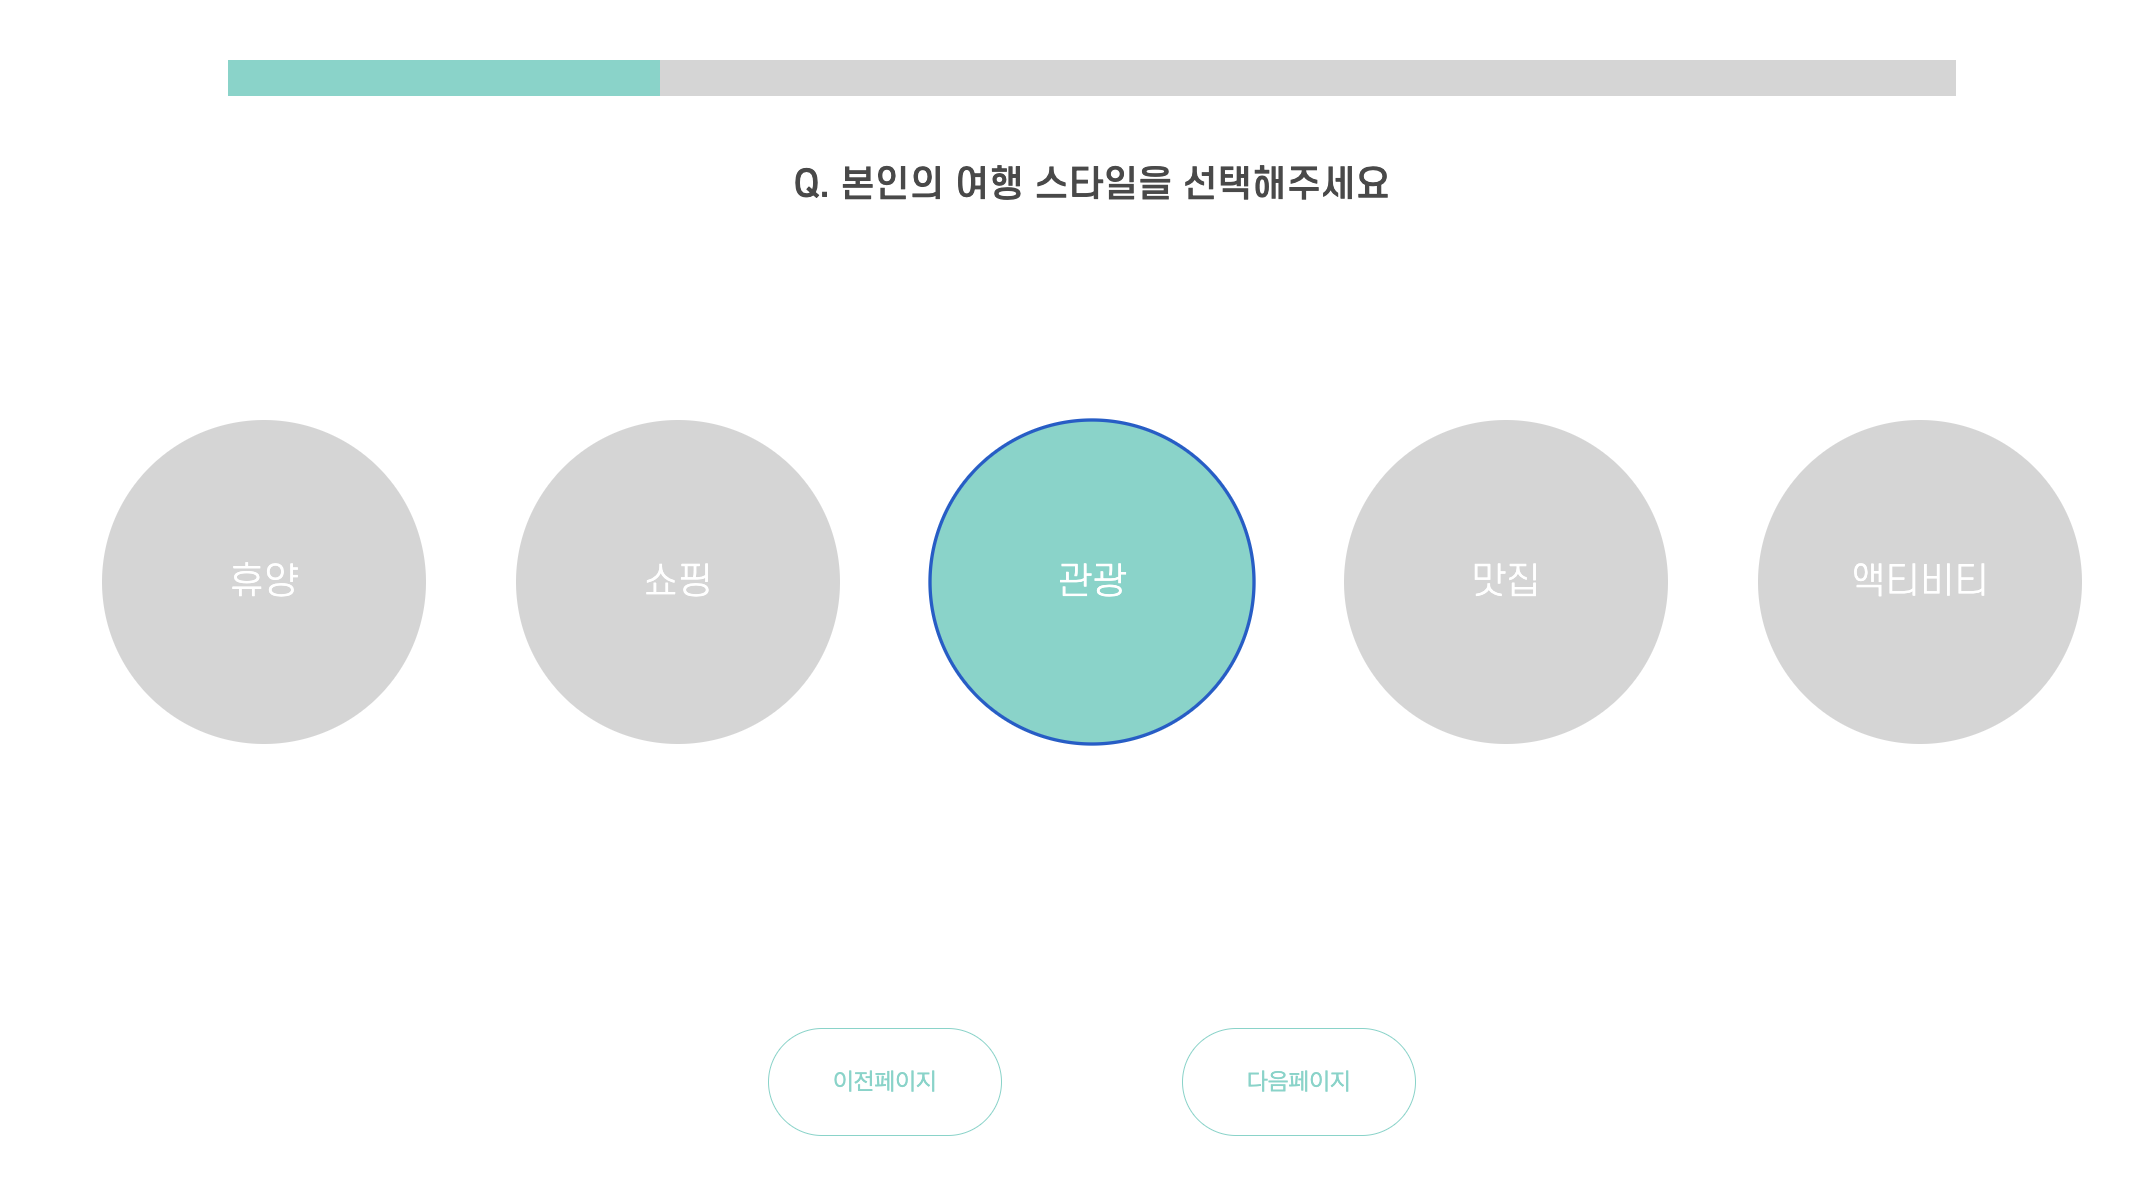 Q. 본인의 여행 스타일을 선택해주세요
휴양
쇼핑
관광
맛집
액티비티
이전페이지
다음페이지